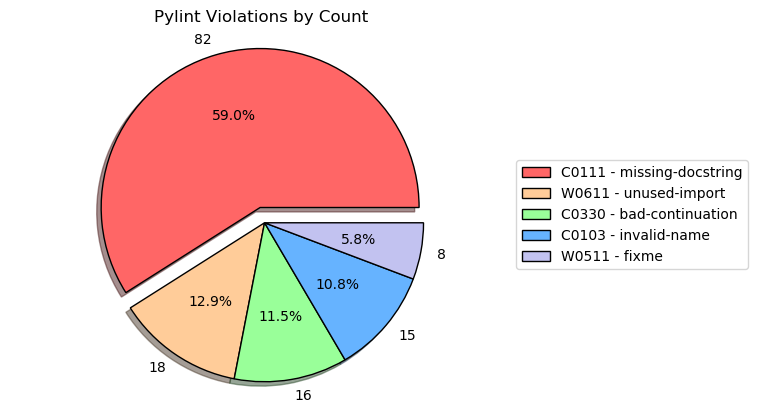 Pylint Violations by Count
82
59.0%
C0111 - missing-docstring
W0611 - unused-import
C0330 - bad-continuation
C0103 - invalid-name
W0511 - fixme
5.8%
8
10.8%
12.9%
11.5%
15
18
16